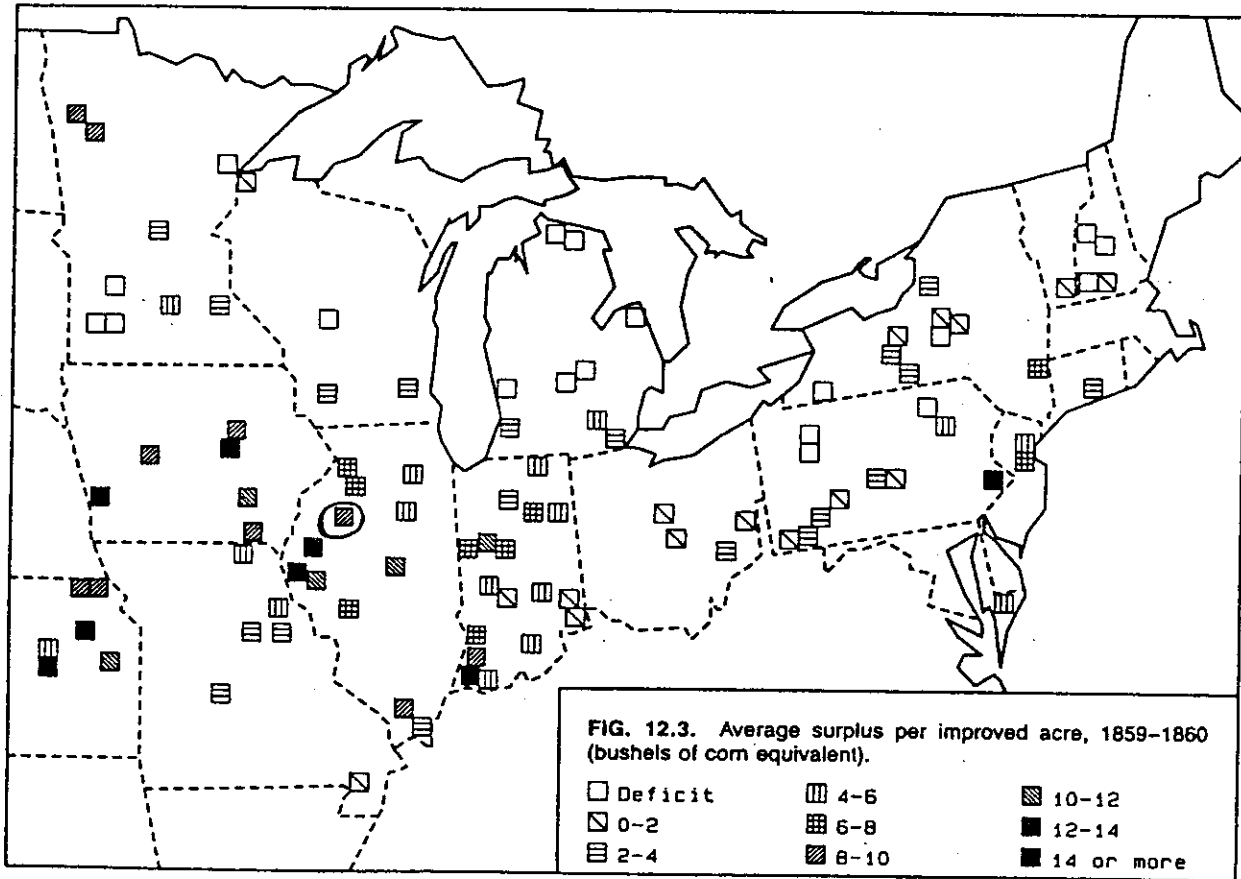 FIG. 12.3. Average surplus per improved acre, 1859–1860
(bushels of corn equivalent).
Deficit
0-2
2-4
4-6
6-8
8-10
10-12
12-14
14 or more